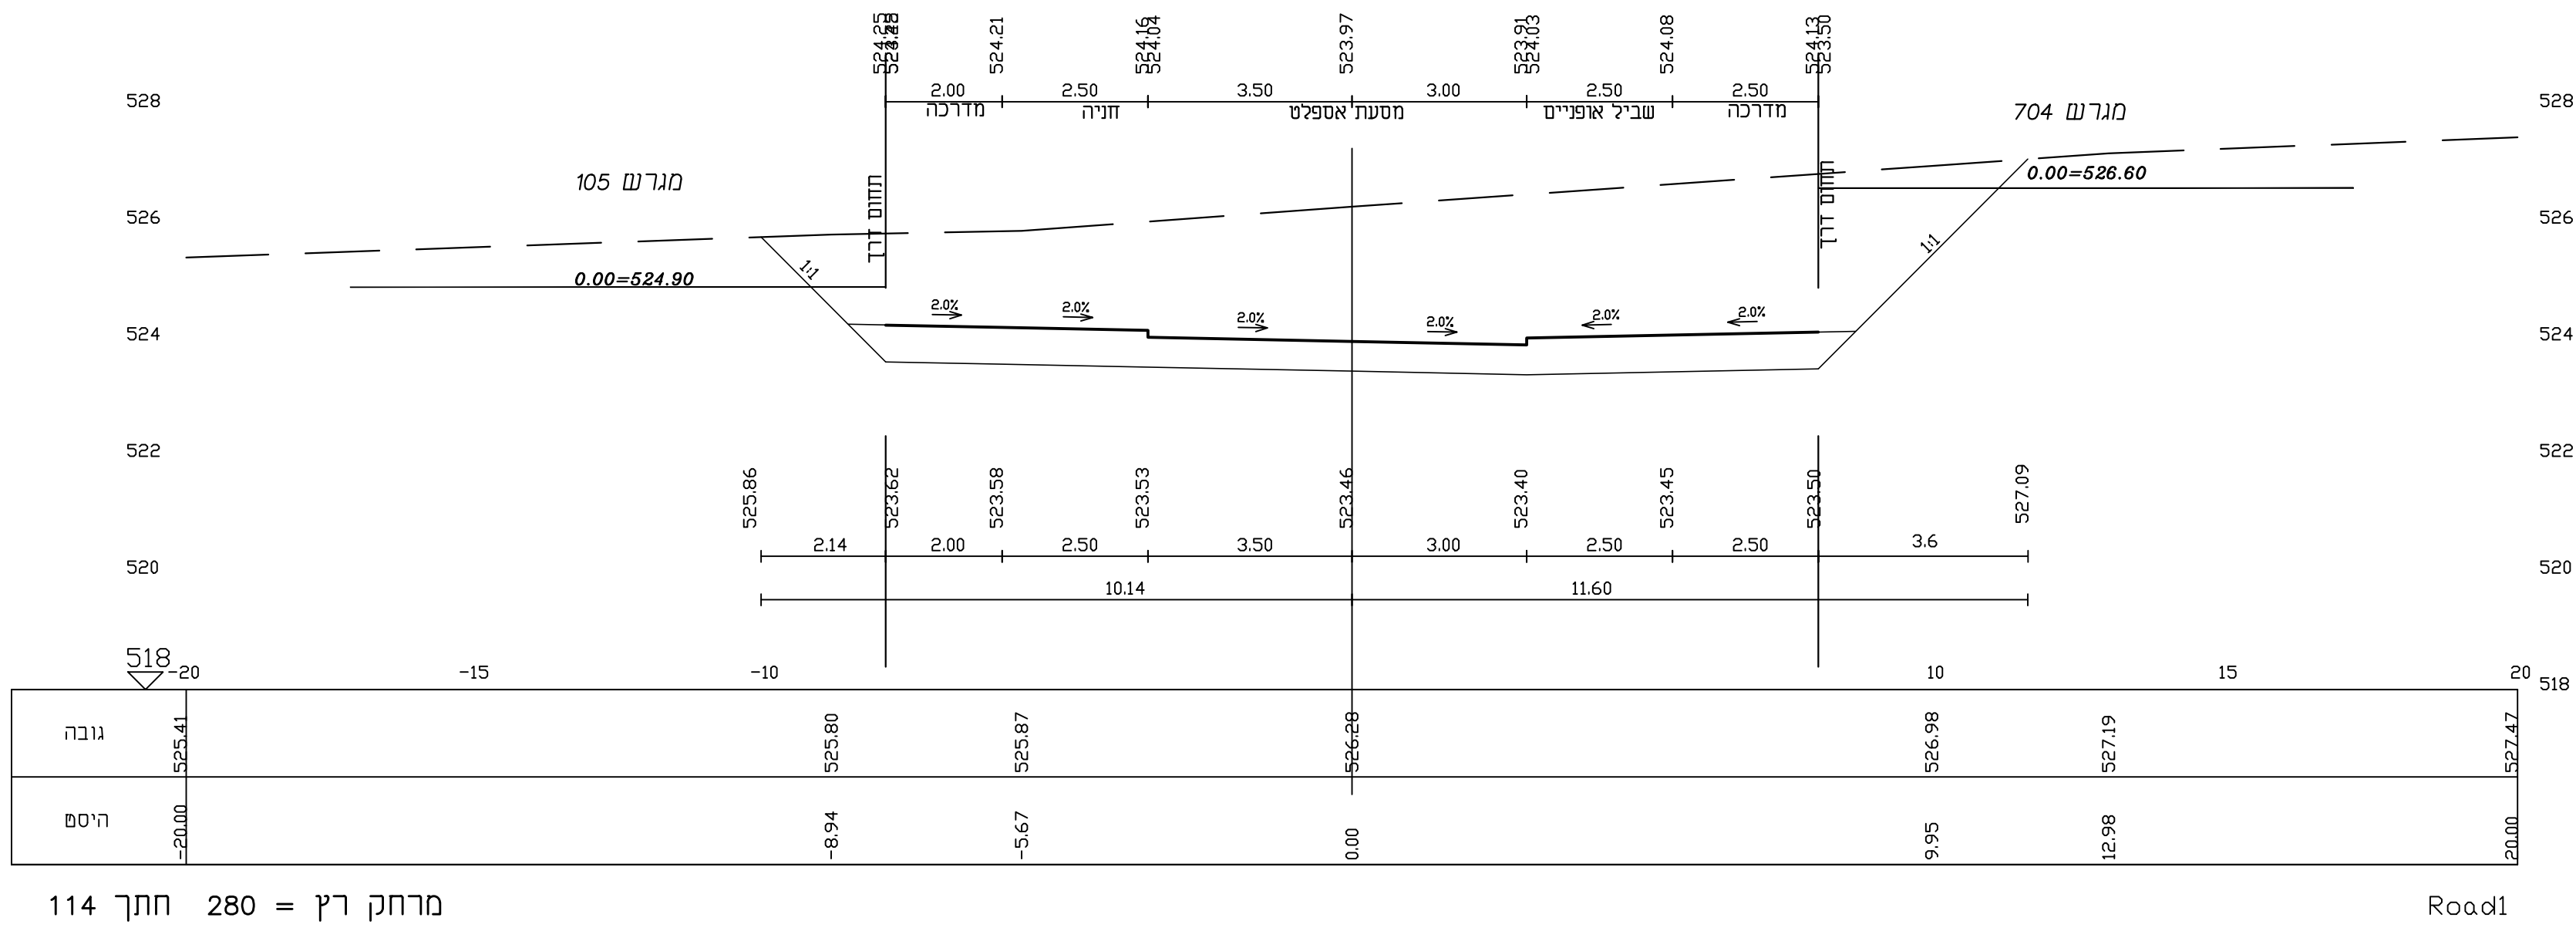 524.25 524.21 524.16 524.04 523.97 523.91 524.03 524.08 524.13 523.50
528 2.00 2.50 3.50 3.00 2.50 2.50 528
מדרכה חניה מסעת אספלט שביל אופניים מדרכה
מגרש 704
מגרש 105
תחום דרך
תחום דרך
0.00=526.60
526 526
1:1 1:1
0.00=524.90
2.0% 2.0% 2.0% 2.0% 2.0% 2.0%
524 524
522 522
525.86 523.62 523.58 523.53 523.46 523.40 523.45 523.50 527.09
2.14 2.00 2.50 3.50 3.00 2.50 2.50 3.6
520 520
10.14 11.60
518
-20 -15 -10 10 15 20
518
גובה 525.41 525.80 525.87 526.28 526.98 527.19 527.47
היסט -20.00 -8.94 -5.67 0.00 9.95 12.98 20.00
מרחק רץ = 280 חתך 114
Road1